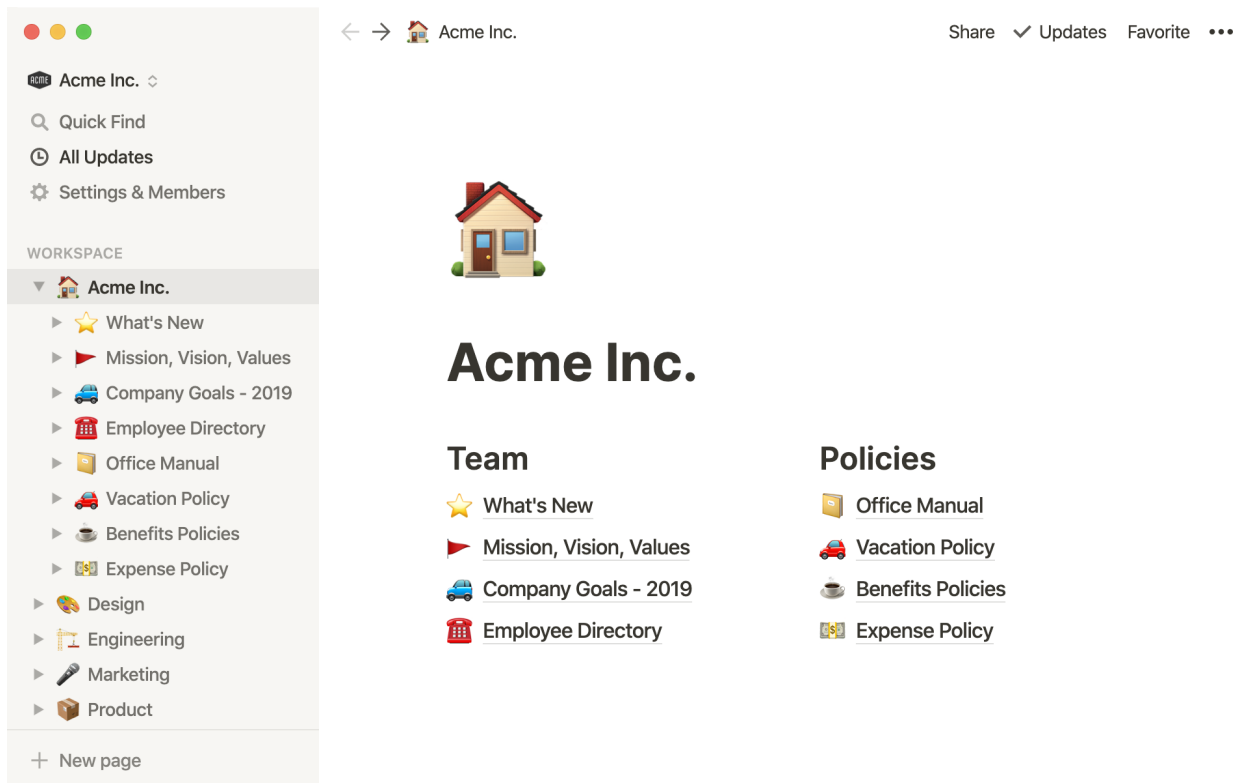 Acme Inc.
Share
Updates
Favorite
ACME
Acme Inc.
Quick Find
All Updates
Settings & Members
WORKSPACE
Acme Inc.
What's New
Mission, Vision, Values
Company Goals - 2019
Employee Directory
Office Manual
Vacation Policy
Benefits Policies
Expense Policy
Design
Engineering
Marketing
Product
New page
Acme Inc.
Team
What's New
Mission, Vision, Values
Company Goals - 2019
Employee Directory
Policies
Office Manual
Vacation Policy
Benefits Policies
Expense Policy